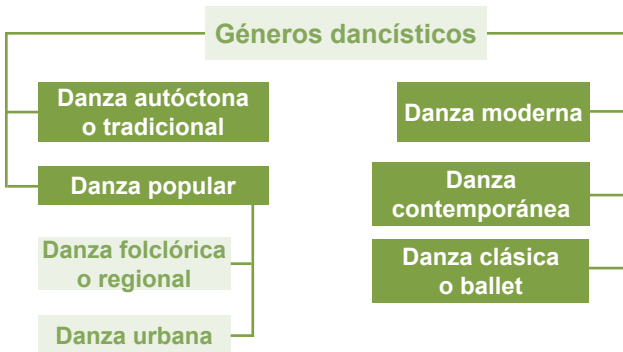 Géneros dancísticos
Danza autóctona
o tradicional
Danza popular
Danza folclórica
o regional
Danza urbana
Danza moderna
Danza
contemporánea
Danza clásica
o ballet